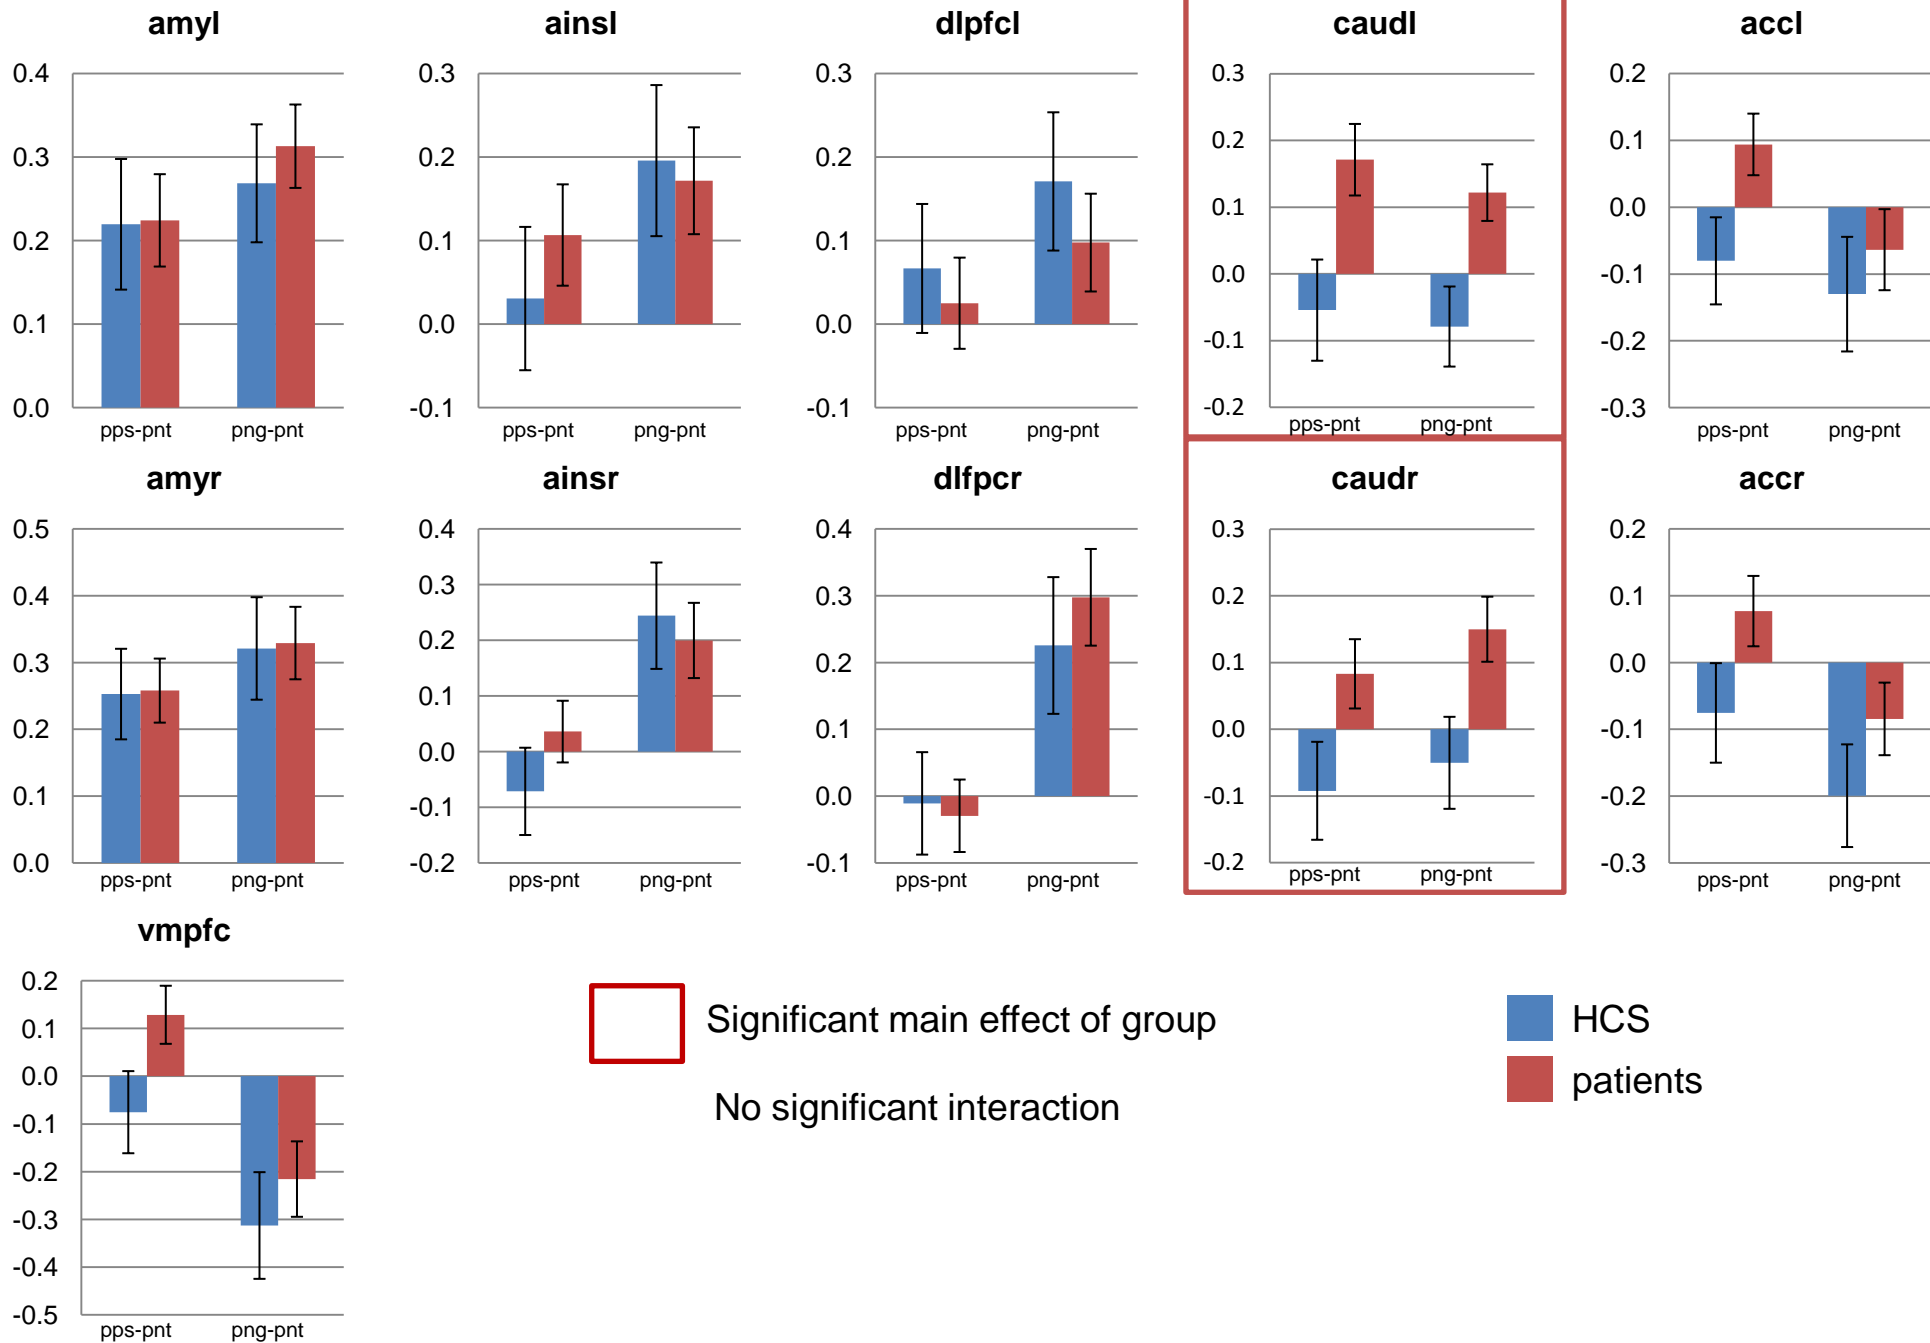 amyl
0.4
0.3
0.2
0.1
0.0
pps-pnt png-pnt
ainsl
0.3
0.2
0.1
0.0
-0.1
pps-pnt png-pnt
dlpfcl
0.3
0.2
0.1
0.0
-0.1
pps-pnt png-pnt
caudl
0.3
0.2
0.1
0.0
-0.1
-0.2
pps-pnt png-pnt
accl
0.2
0.1
0.0
-0.1
-0.2
-0.3
pps-pnt png-pnt
amyr
0.5
0.4
0.3
0.2
0.1
0.0
pps-pnt png-pnt
ainsr
0.4
0.3
0.2
0.1
0.0
-0.1
-0.2
pps-pnt png-pnt
dlfpcr
0.4
0.3
0.2
0.1
0.0
-0.1
pps-pnt png-pnt
caudr
0.3
0.2
0.1
0.0
-0.1
-0.2
pps-pnt png-pnt
accr
0.2
0.1
0.0
-0.1
-0.2
-0.3
pps-pnt png-pnt
vmpfc
0.2
0.1
0.0
-0.1
-0.2
-0.3
-0.4
-0.5
pps-pnt png-pnt
Significant main effect of group
No significant interaction
HCS
patients